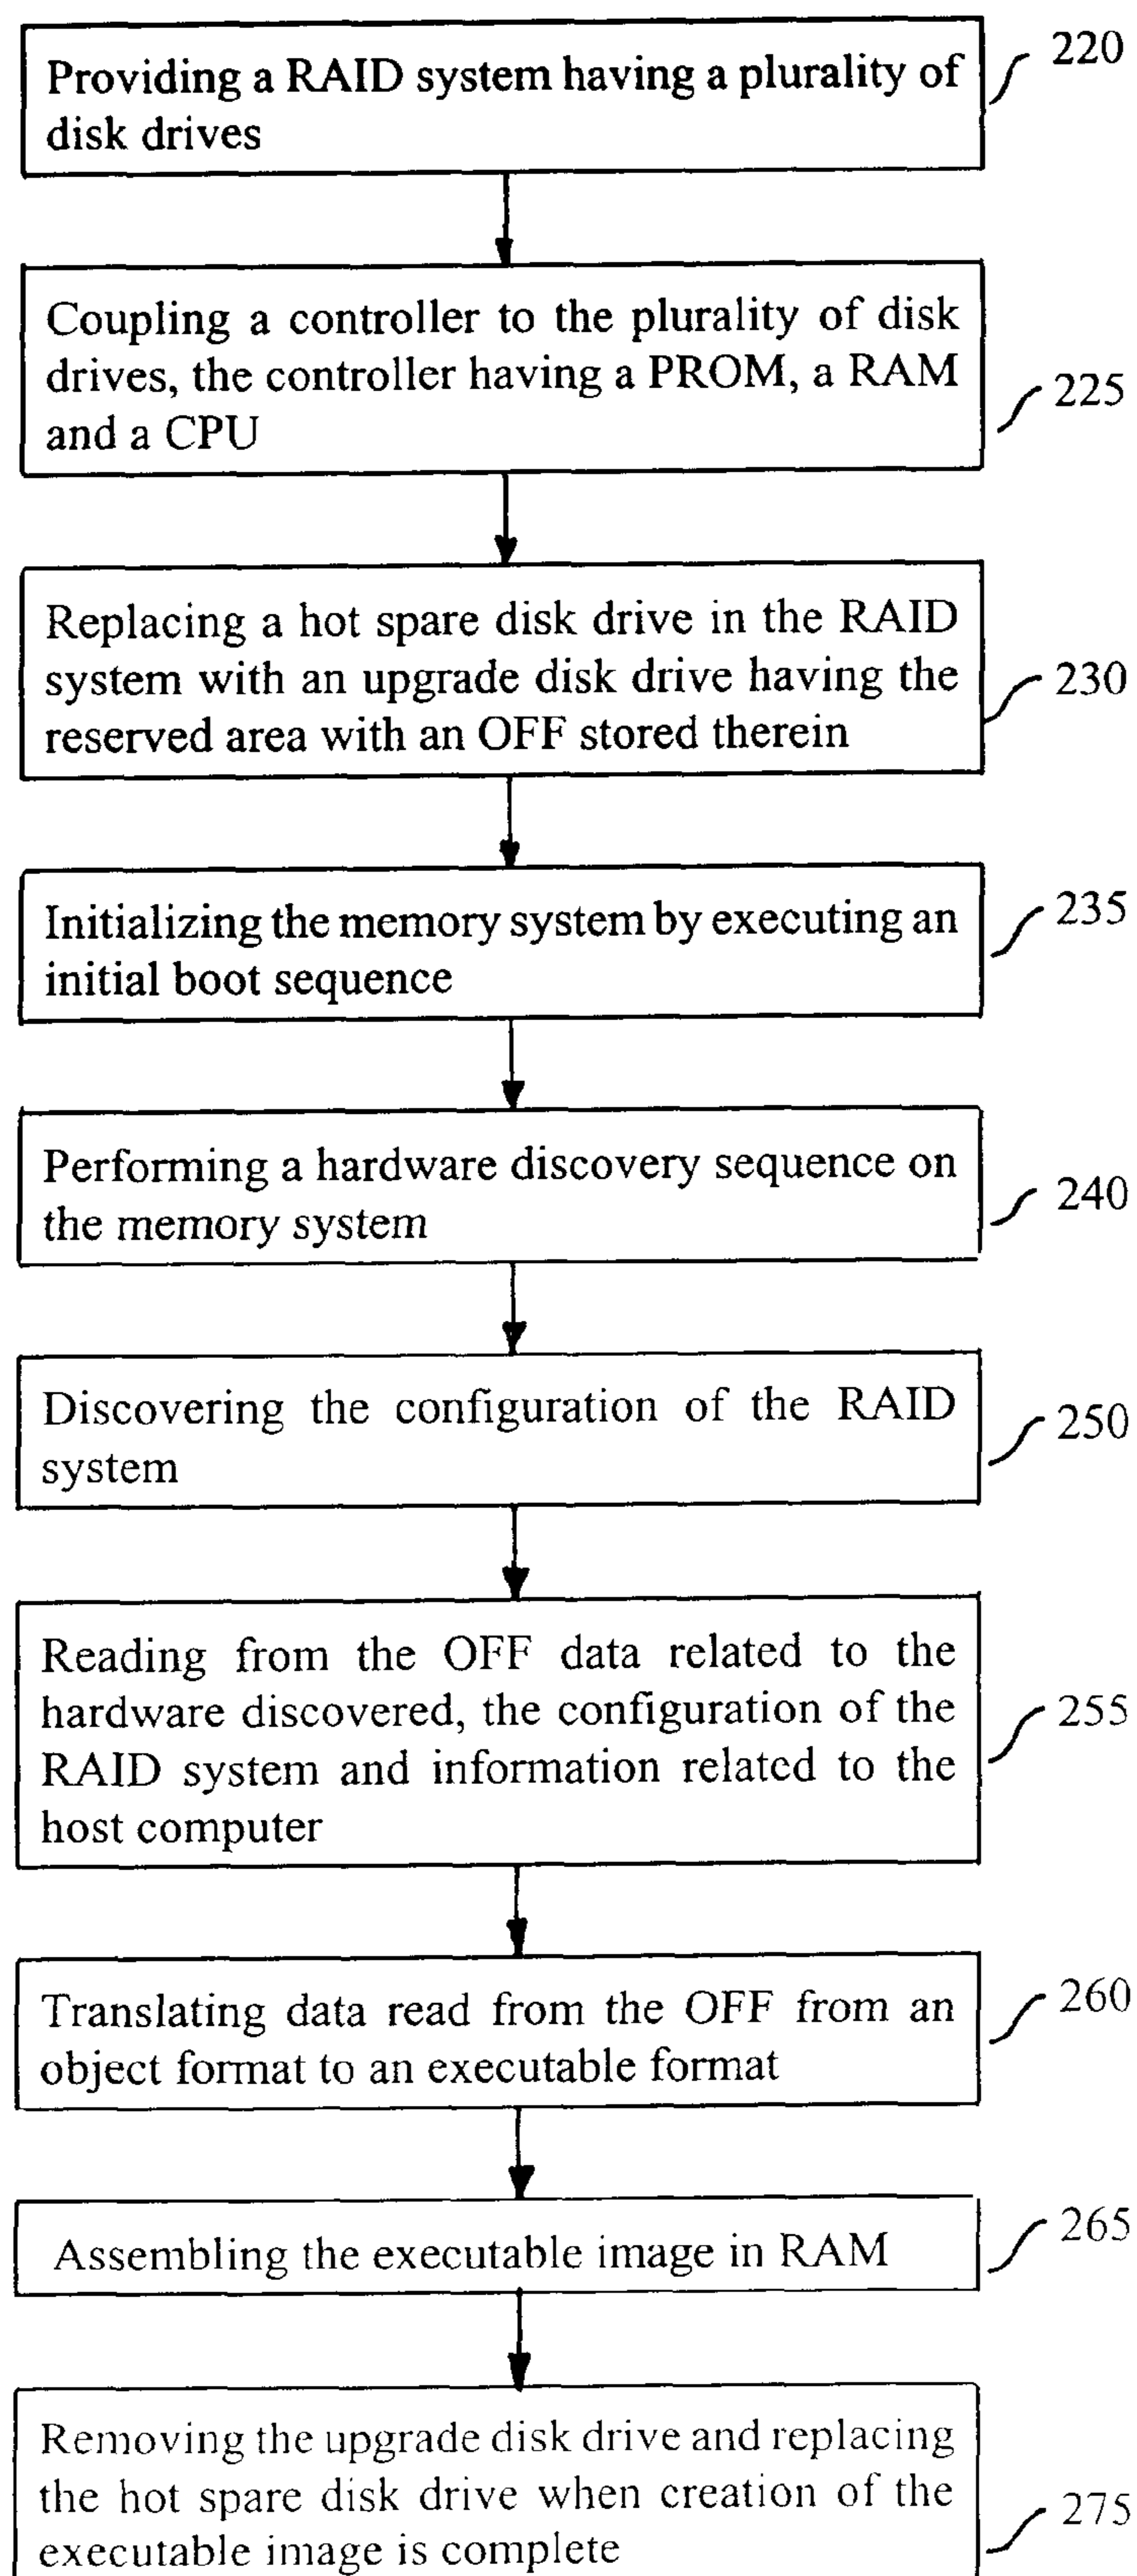 Providing a RAID system having a plurality of
disk drives
220
Coupling a controller to the plurality of disk
drives, the controller having a PROM, a RAM
and a CPU
225
Replacing a hot spare disk drive in the RAID
system with an upgrade disk drive having the
reserved area with an OFF stored therein
230
Initializing the memory system by executing an
initial boot sequence
235
Performing a hardware discovery sequence on
the memory system
240
Discovering the configuration of the RAID
system
250
Reading from the OFF data related to the
hardware discovered, the configuration of the
RAID system and information related to the
host computer
255
Translating data read from the OFF from an
object format to an executable format
260
Assembling the executable image in RAM
265
Removing the upgrade disk drive and replacing
the hot spare disk drive when creation of the
executable image is complete
275